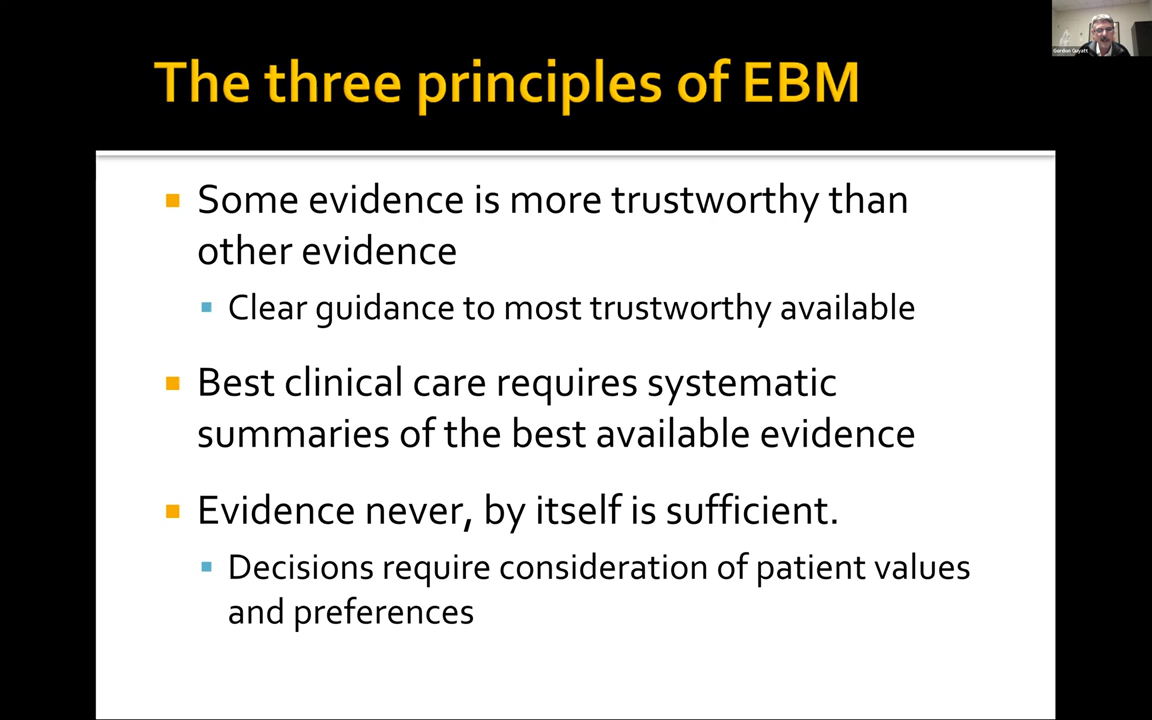 The three principles of EBM
Gordon Guyatt
Some evidence is more trustworthy than
other evidence
Clear guidance to most trustworthy available
Best clinical care requires systematic
summaries of the best available evidence
Evidence never, by itself is sufficient.
Decisions require consideration of patient values
and preferences